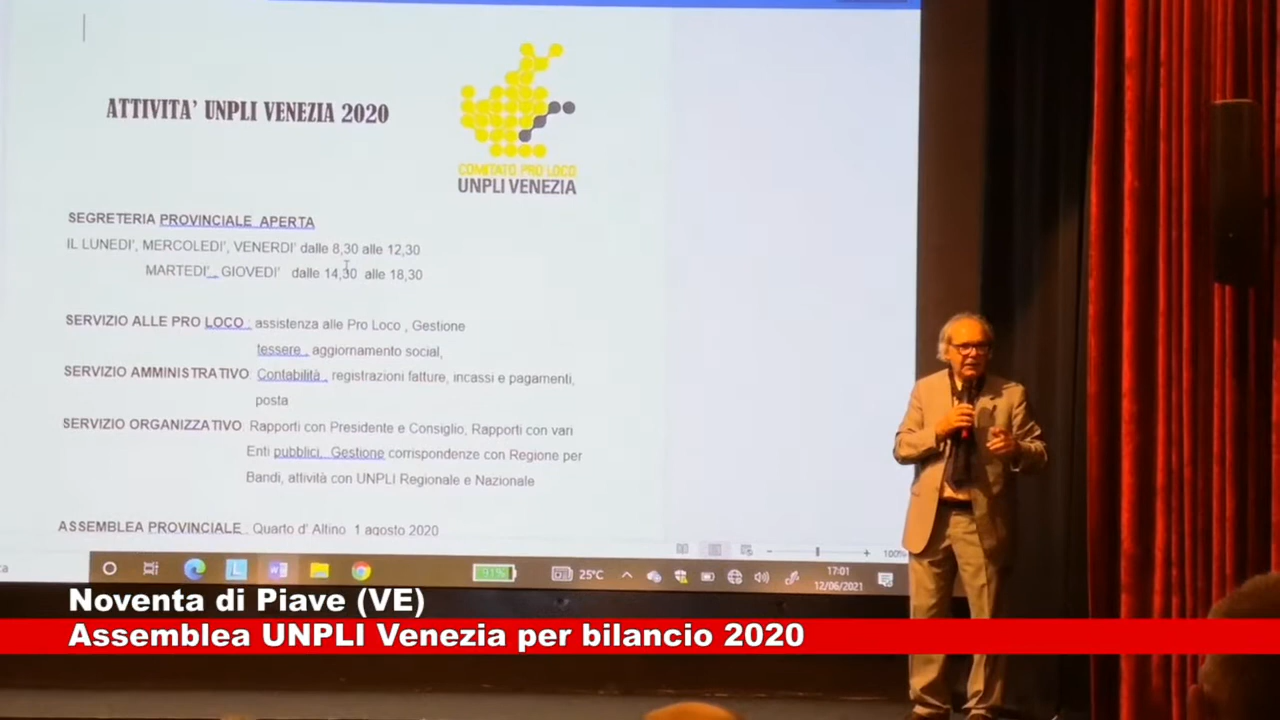 ATTIVITA' UNPLI VENEZIA 2020
COMITATO PRO LOCO
UNPLI VENEZIA
SEGRETERIA PROVINCIALE APERTA
IL LUNEDI', MERCOLEDI', VENERDI' dalle 8,30 alle 12,30
MARTEDI', GIOVEDI' dalle 14,30 alle 18,30
SERVIZIO ALLE PRO LOCO , assistenza alle Pro Loco , Gestione
tessere , aggiornamento social,
SERVIZIO AMMINISTRATIVO: Contabilità , registrazioni fatture, incassi e pagamenti,
posta
SERVIZIO ORGANIZZATIVO: Rapporti con Presidente e Consiglio, Rapporti con vari
Enti pubblici, Gestione corrispondenze con Regione per
Bandi, attività con UNPLI Regionale e Nazionale
ASSEMBLEA PROVINCIALE . Quarto d' Altino 1 agosto 2020
100%
91%
25°C
17:01
12/06/2021
Noventa di Piave (VE)
Assemblea UNPLI Venezia per bilancio 2020